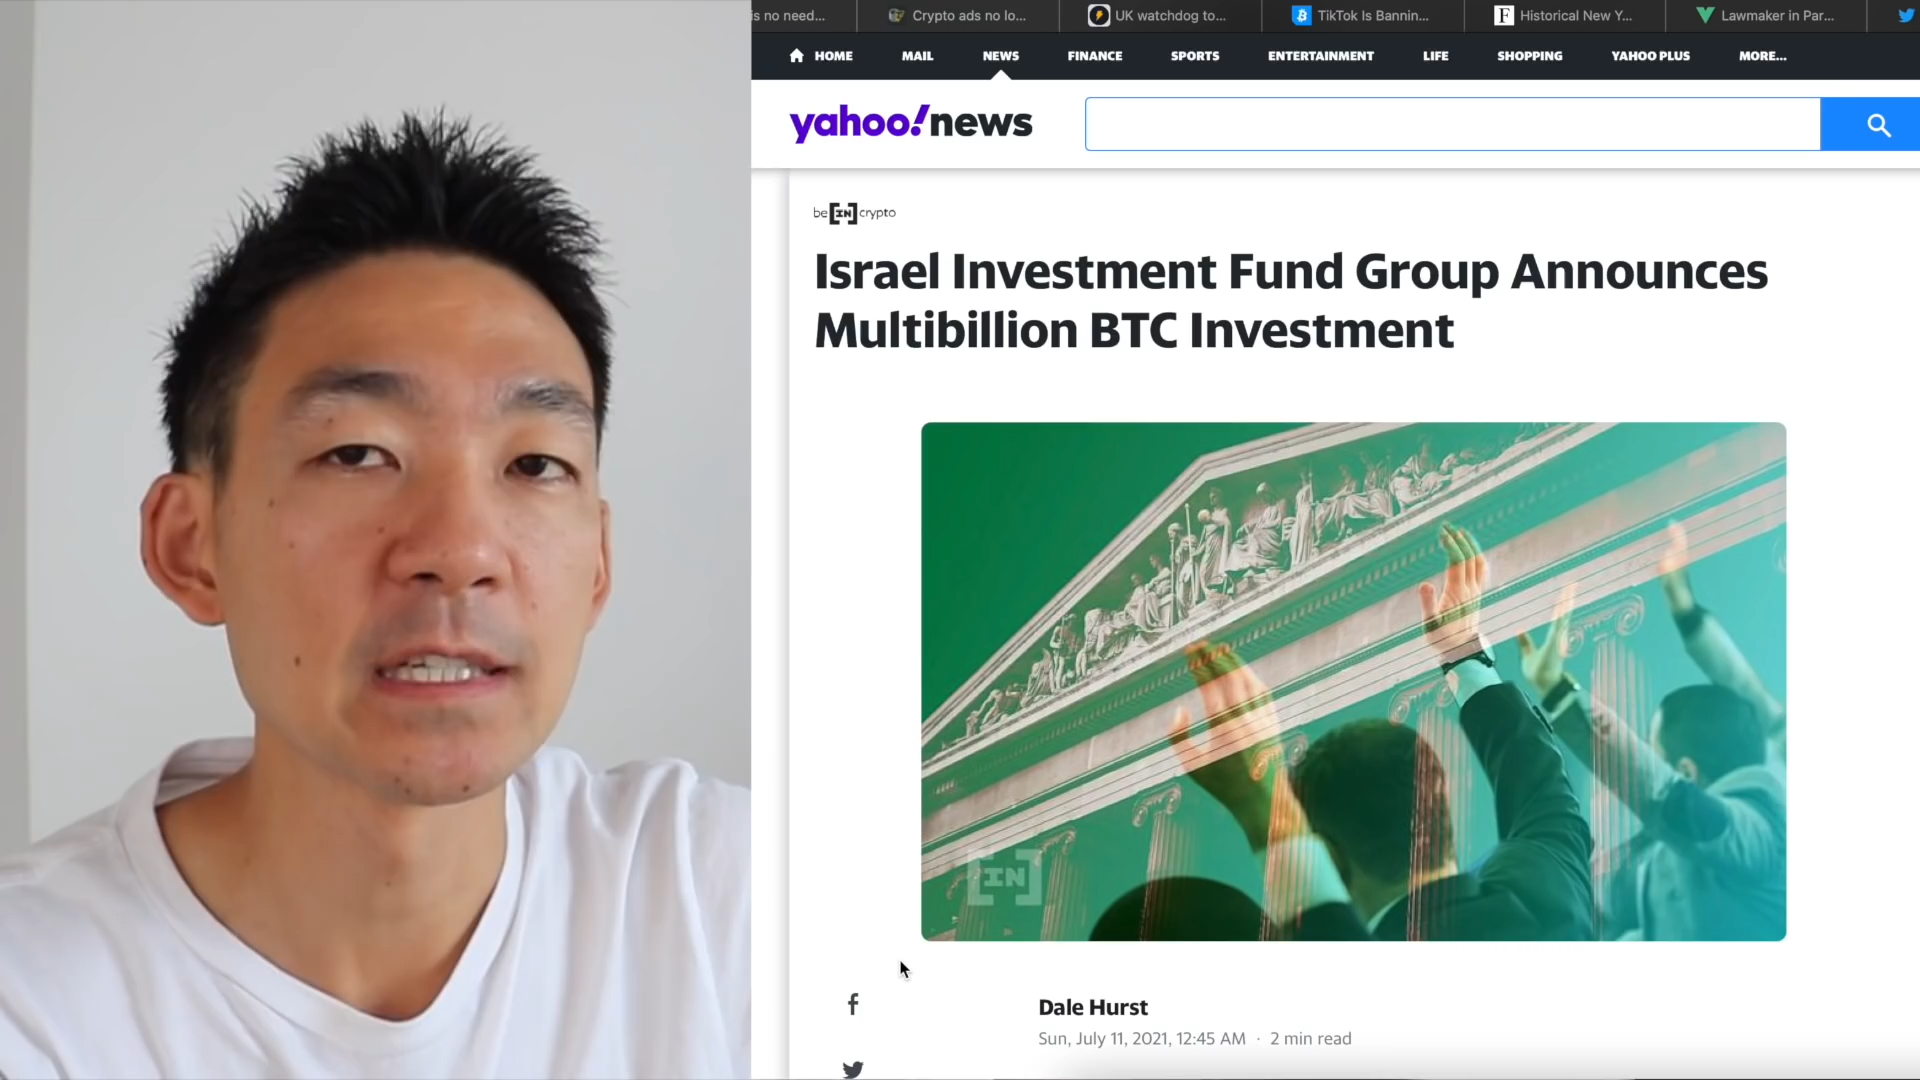 is no need...
Crypto ads no lo...
UK watchdog to...
TikTok Is Bannin...
Historical New Y...
Lawmaker in Par...
HOME MAIL NEWS FINANCE SPORTS ENTERTAINMENT LIFE SHOPPING YAHOO PLUS MORE...
yahoo!news
be[IN]crypto
Israel Investment Fund Group Announces
Multibillion BTC Investment
[IN]
Dale Hurst
Sun, July 11, 2021, 12:45 AM · 2 min read